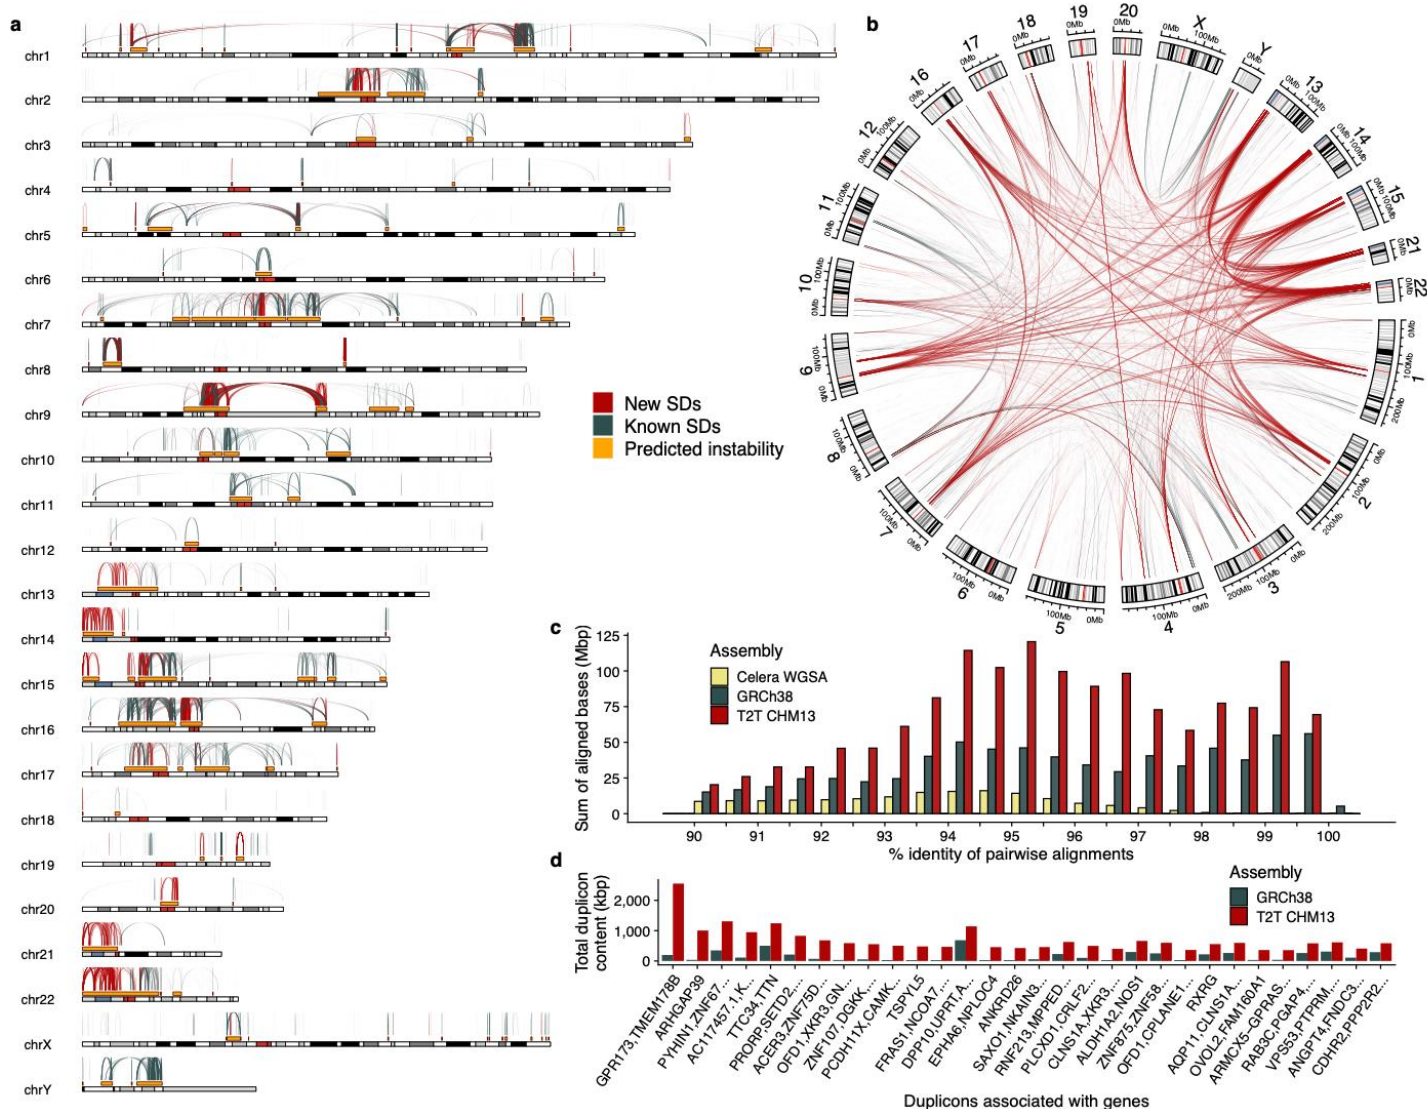 a
chr1
chr2
chr3
chr4
chr5
chr6
chr7
chr8
chr9
chr10
chr11
chr12
chr13
chr14
chr15
chr16
chr17
chr18
chr19
chr20
chr21
chr22
chrX
chrY
New SDs
Known SDs
Predicted instability
b
16
17
18
19
20
X
Y
13
14
15
21
22
1
2
3
4
5
6
7
8
9
10
11
12
0Mb
100Mb
200Mb
c
Sum of aligned bases (Mbp)
125
100
75
50
25
0
Assembly
Celera WGSA
GRCh38
T2T CHM13
90 91 92 93 94 95 96 97 98 99 100
% identity of pairwise alignments
d
Total duplicon
content (kbp)
2,000
1,000
0
Assembly
GRCh38
T2T CHM13
GPR173,TMEM178B
ARHGAP39
PYHIN1,ZNF67...
AC117457.1,K...
TTC34,TTN
PRORP,SETD2...
ACER3,ZNF75D...
OFD1,XKR3,GN...
ZNF107,DGKK....
PCDH11X,CAMK...
TSPYL5
FRAS1,NCOA7....
DPP10,UPRT,A...
EPHA6,NPLOC4
ANKRD26
SAXO1,NKAIN3...
RNF213,MPPED...
PLCXD1,CRLF2...
CLNS1A,XKR3....
ALDH1A2,NOS1
ZNF875,ZNF58...
OFD1,CPLANE1...
RXRG
AQP11,CLNS1A...
OVOL2,FAM160A1
ARMCX5-GPRAS...
RAB3C,PGAP4,...
VPS53,PTPRM,...
ANGPT4,FNDC3...
CDHR2,PPP2R2...
Duplicons associated with genes